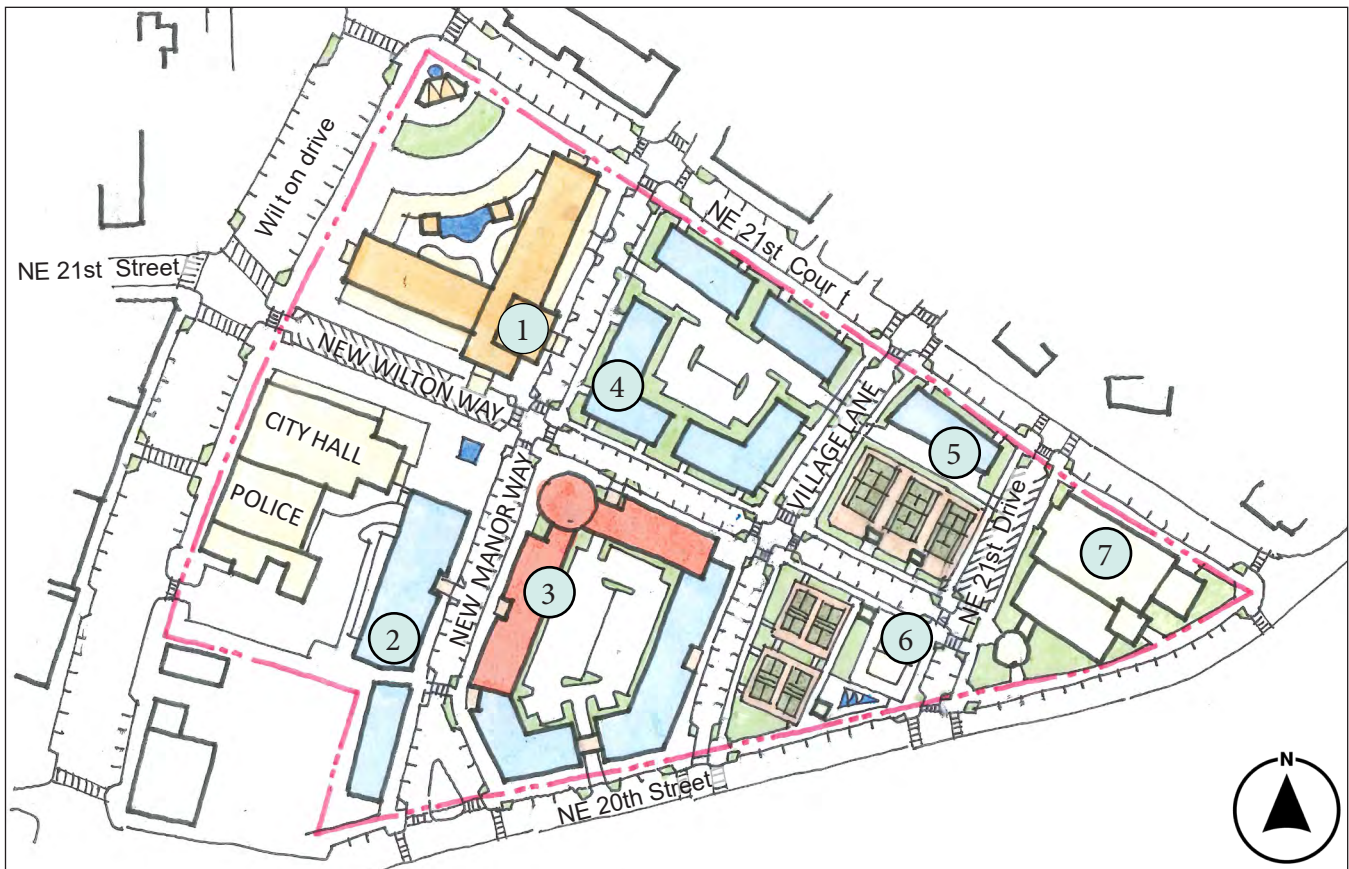 Wilton drive
NE 21st Street
NE 21st Court
1
NEW WILTON WAY
4
CITY HALL
POLICE
VILLAGE LANE
5
NEW MANOR WAY
NE 21st Drive
7
3
2
6
NE 20th Street
N